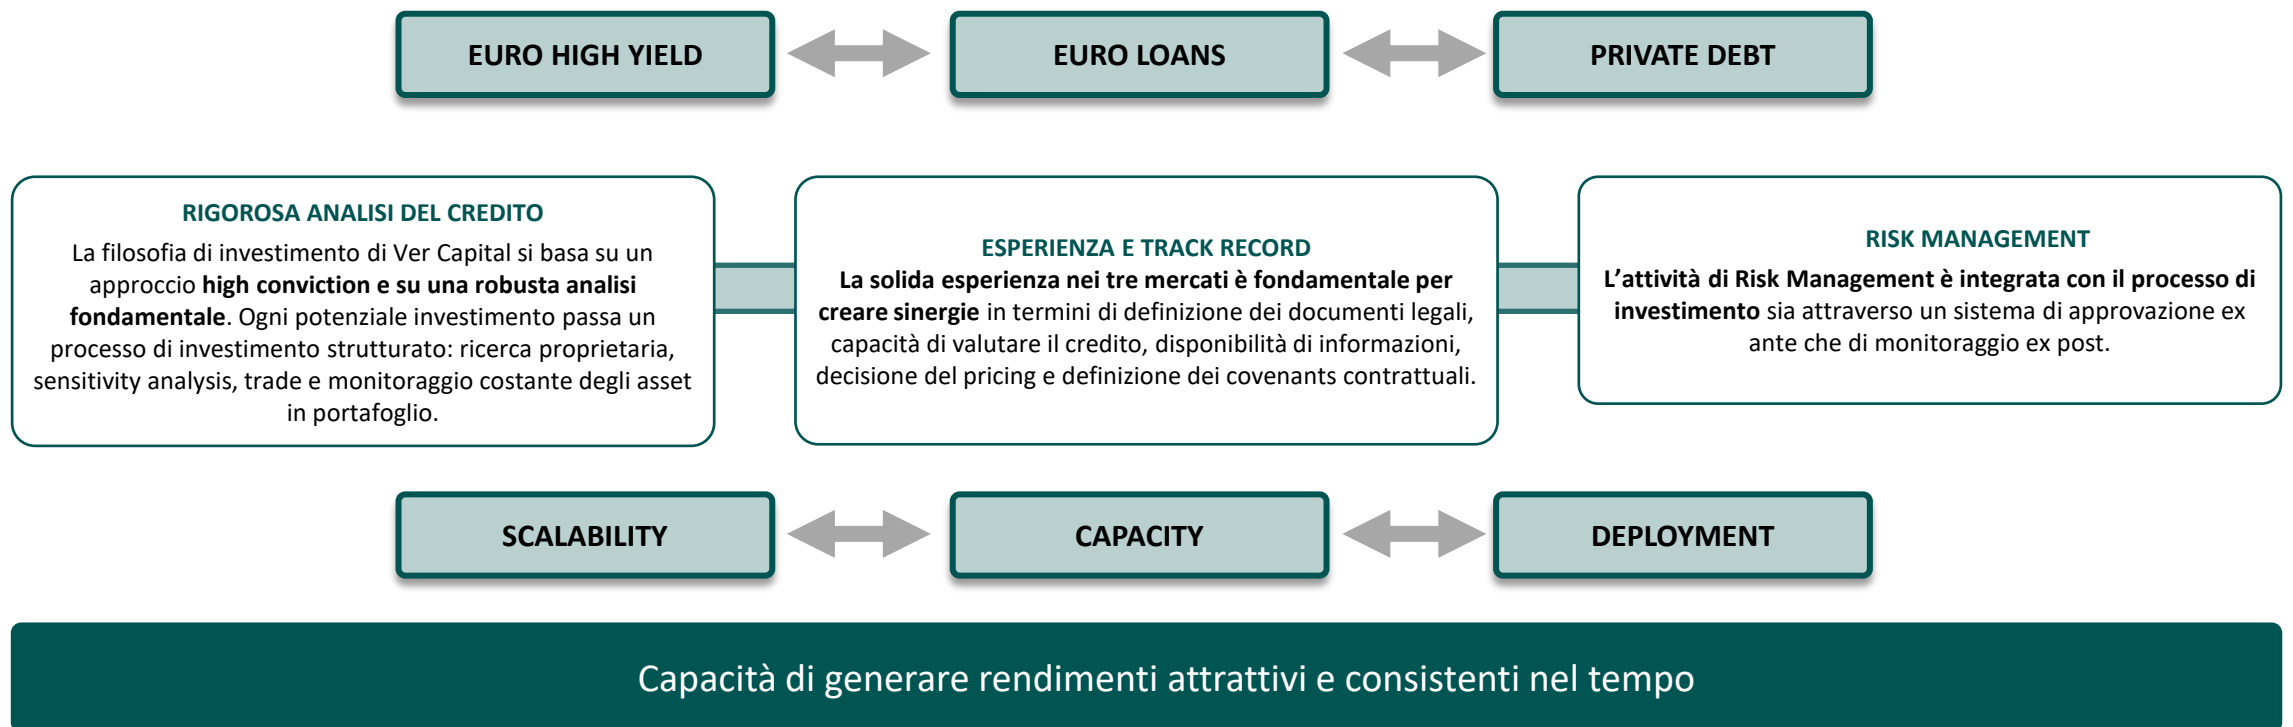 EURO HIGH YIELD
EURO LOANS
PRIVATE DEBT
RIGOROSA ANALISI DEL CREDITO
La filosofia di investimento di Ver Capital si basa su un
approccio high conviction e su una robusta analisi
fondamentale. Ogni potenziale investimento passa un
processo di investimento strutturato: ricerca proprietaria,
sensitivity analysis, trade e monitoraggio costante degli asset
in portafoglio.
ESPERIENZA E TRACK RECORD
La solida esperienza nei tre mercati è fondamentale per
creare sinergie in termini di definizione dei documenti legali,
capacità di valutare il credito, disponibilità di informazioni,
decisione del pricing e definizione dei covenants contrattuali.
RISK MANAGEMENT
L’attività di Risk Management è integrata con il processo di
investimento sia attraverso un sistema di approvazione ex
ante che di monitoraggio ex post.
SCALABILITY
CAPACITY
DEPLOYMENT
Capacità di generare rendimenti attrattivi e consistenti nel tempo